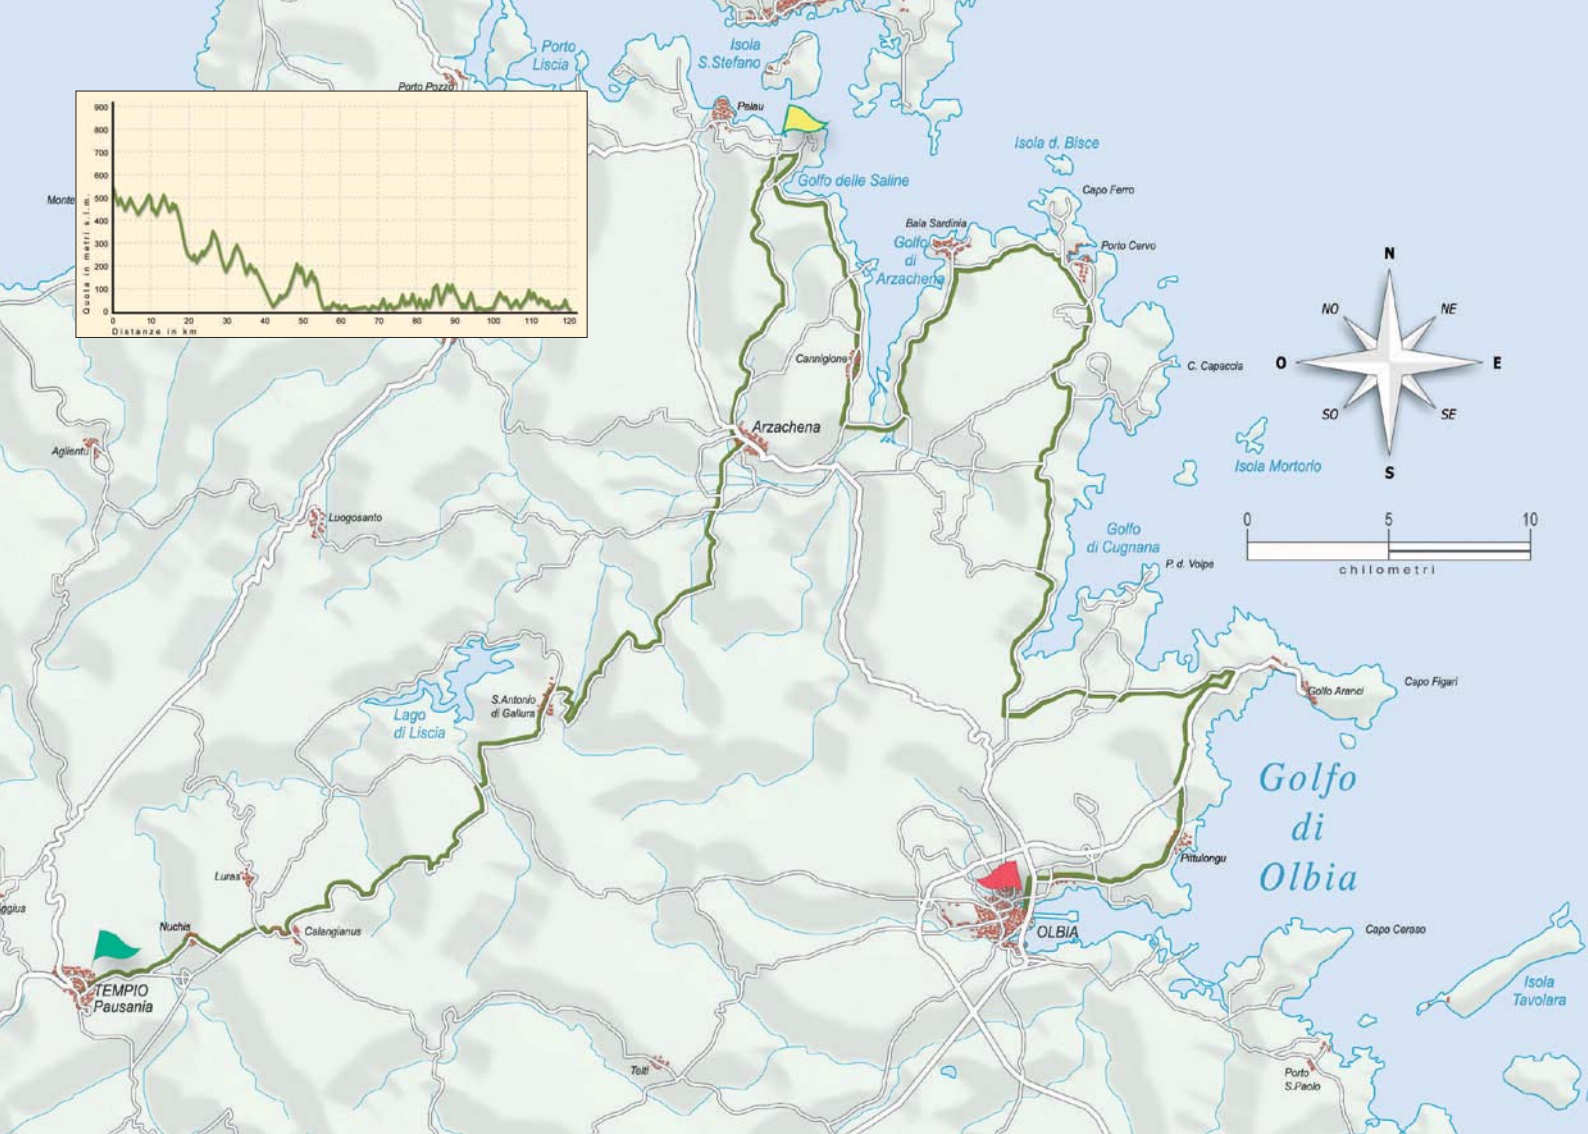 Porto
Liscia
Isola
S.Stefano
Porto Pozzo
Palau
Isola d. Bisce
Golfo delle Saline
Capo Ferro
Monte
Baia Sardinia
Golfo
di
Arzachena
Porto Cervo
900
800
700
600
500
400
300
200
100
0
Quota in metri s.l.m.
0 10 20 30 40 50 60 70 80 90 100 110 120
Distanze in km
N
NO NE
O E
SO SE
S
Cannigione
C. Capaccia
Arzachena
Aglientu
Isola Mortorio
Luogosanto
0 5 10
chilometri
Golfo
di Cugnana
P. d. Volpe
S.Antonio
di Gallura
Lago
di Liscia
Golfo Aranci
Capo Figari
Golfo
di
Olbia
Pittulongu
Luras
ggius
Nuchis
Calangianus
OLBIA
Capo Ceraso
TEMPIO
Pausania
Isola
Tavolara
Telti
Porto
S.Paolo